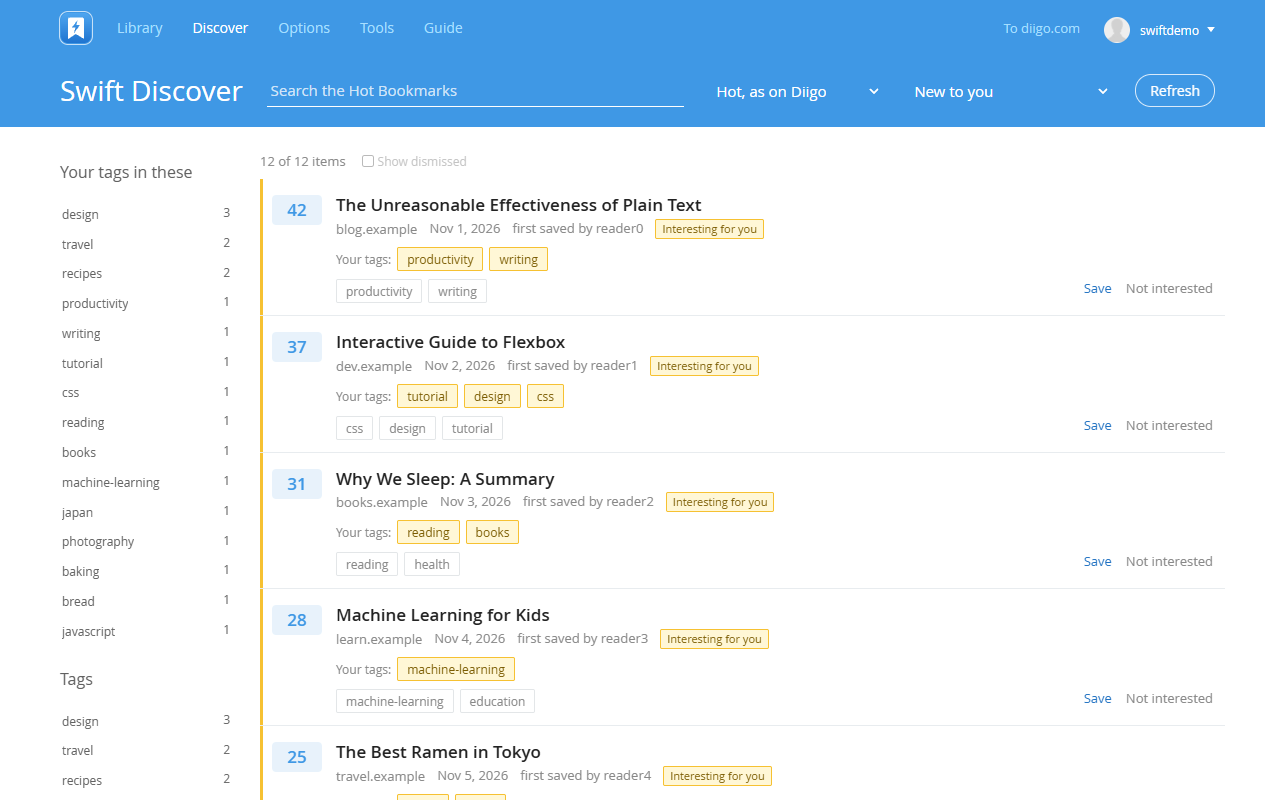 Library Discover Options Tools Guide To diigo.com swiftdemo
Swift Discover Search the Hot Bookmarks Hot, as on Diigo New to you Refresh
Your tags in these
design 3
travel 2
recipes 2
productivity 1
writing 1
tutorial 1
css 1
reading 1
books 1
machine-learning 1
japan 1
photography 1
baking 1
bread 1
javascript 1
Tags
design 3
travel 2
recipes 2
12 of 12 items Show dismissed
42 The Unreasonable Effectiveness of Plain Text
blog.example Nov 1, 2026 first saved by reader0 Interesting for you
Your tags: productivity writing
productivity writing
Save Not interested
37 Interactive Guide to Flexbox
dev.example Nov 2, 2026 first saved by reader1 Interesting for you
Your tags: tutorial design css
css design tutorial
Save Not interested
31 Why We Sleep: A Summary
books.example Nov 3, 2026 first saved by reader2 Interesting for you
Your tags: reading books
reading health
Save Not interested
28 Machine Learning for Kids
learn.example Nov 4, 2026 first saved by reader3 Interesting for you
Your tags: machine-learning
machine-learning education
Save Not interested
25 The Best Ramen in Tokyo
travel.example Nov 5, 2026 first saved by reader4 Interesting for you